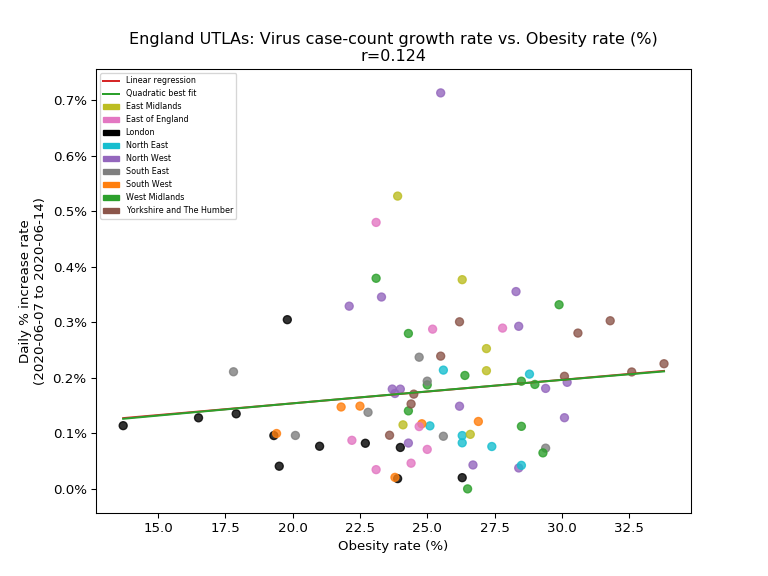 England UTLAs: Virus case-count growth rate vs. Obesity rate (%)
r=0.124
Linear regression
Quadratic best fit
East Midlands
East of England
London
North East
North West
South East
South West
West Midlands
Yorkshire and The Humber
0.7%
0.6%
0.5%
0.4%
0.3%
0.2%
0.1%
0.0%
Daily % increase rate
(2020-06-07 to 2020-06-14)
15.0 17.5 20.0 22.5 25.0 27.5 30.0 32.5
Obesity rate (%)